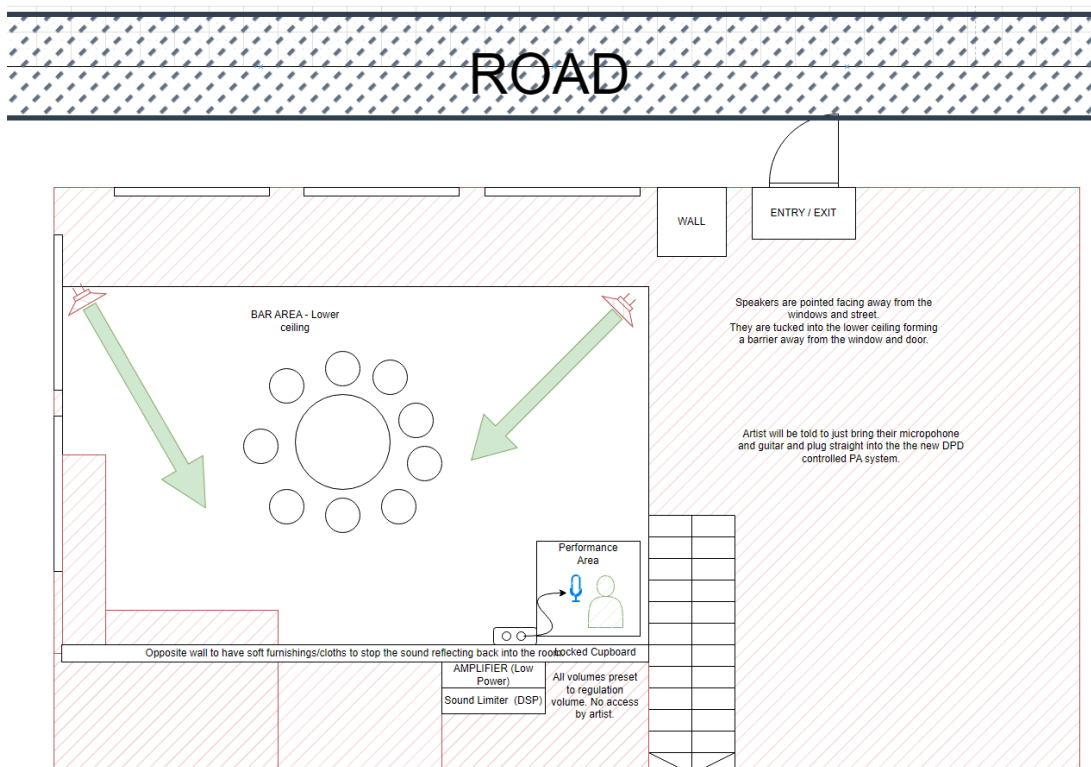 ROAD
WALL
ENTRY / EXIT
Speakers are pointed facing away from the
windows and street.
They are tucked into the lower ceiling forming
a barrier away from the window and door.
BAR AREA - Lower
ceiling
Artist will be told to just bring their micropohone
and guitar and plug straight into the the new DPD
controlled PA system.
Performance
Area
Opposite wall to have soft furnishings/cloths to stop the sound reflecting back into the room
Locked Cupboard
AMPLIFIER (Low
Power)
Sound Limiter (DSP)
All volumes preset
to regulation
volume. No access
by artist.